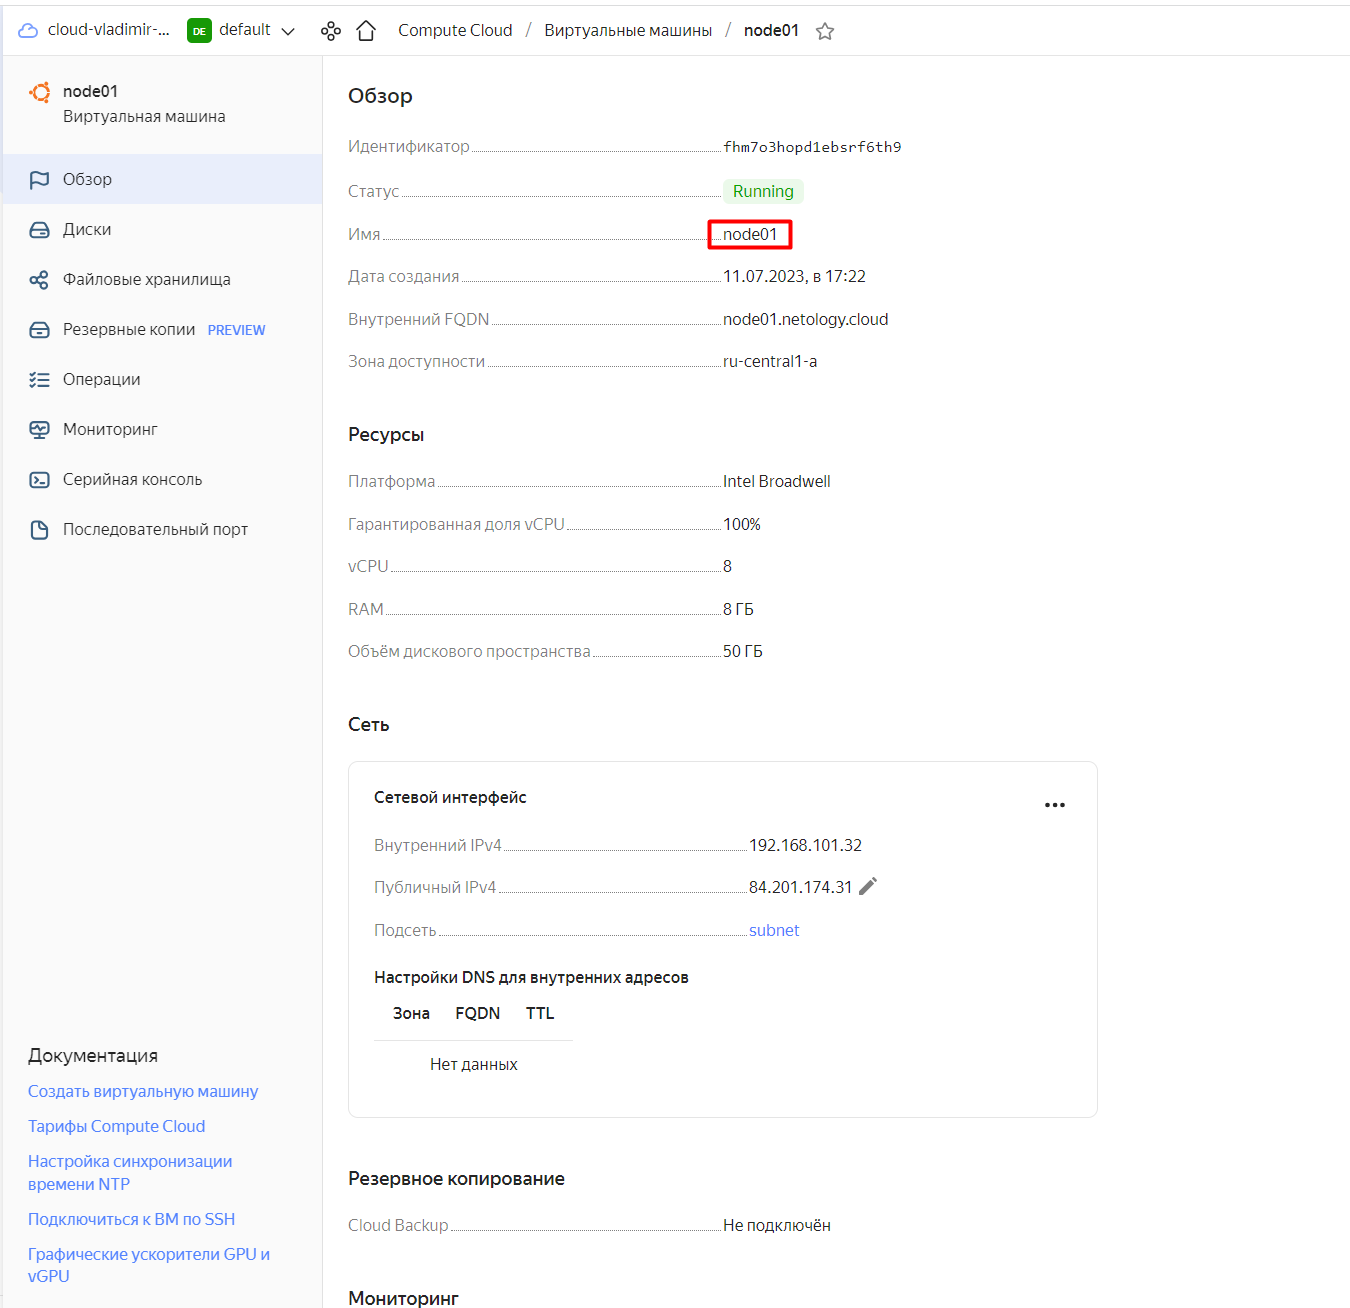 cloud-vladimir-... DE default Compute Cloud / Виртуальные машины / node01
node01
Виртуальная машина
Обзор
Диски
Файловые хранилища
Резервные копии PREVIEW
Операции
Мониторинг
Серийная консоль
Последовательный порт
Документация
Создать виртуальную машину
Тарифы Compute Cloud
Настройка синхронизации
времени NTP
Подключиться к ВМ по SSH
Графические ускорители GPU и
vGPU
Обзор
Идентификатор fhm7o3hopd1ebsrf6th9
Статус Running
Имя node01
Дата создания 11.07.2023, в 17:22
Внутренний FQDN node01.netology.cloud
Зона доступности ru-central1-a
Ресурсы
Платформа Intel Broadwell
Гарантированная доля vCPU 100%
vCPU 8
RAM 8 ГБ
Объём дискового пространства 50 ГБ
Сеть
Сетевой интерфейс
Внутренний IPv4 192.168.101.32
Публичный IPv4 84.201.174.31
Подсеть subnet
Настройки DNS для внутренних адресов
Зона FQDN TTL
Нет данных
Резервное копирование
Cloud Backup Не подключён
Мониторинг